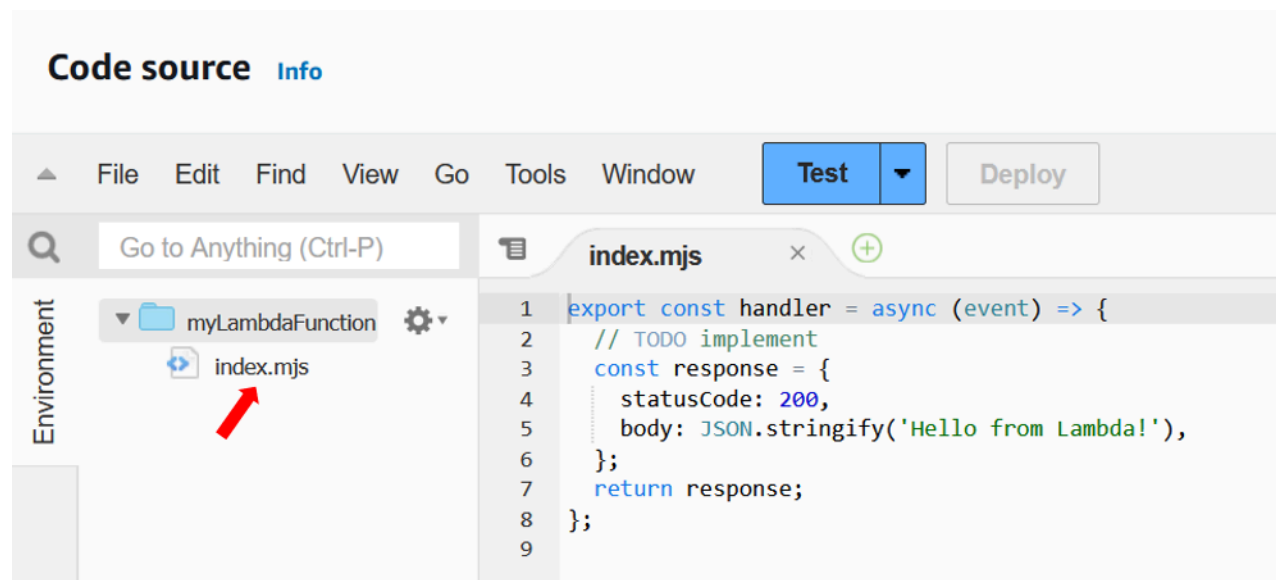 Code source Info
File Edit Find View Go Tools Window Test Deploy
Go to Anything (Ctrl-P)
index.mjs
Environment
myLambdaFunction
index.mjs
1 export const handler = async (event) => {
2   // TODO implement
3   const response = {
4     statusCode: 200,
5     body: JSON.stringify('Hello from Lambda!'),
6   };
7   return response;
8 };
9